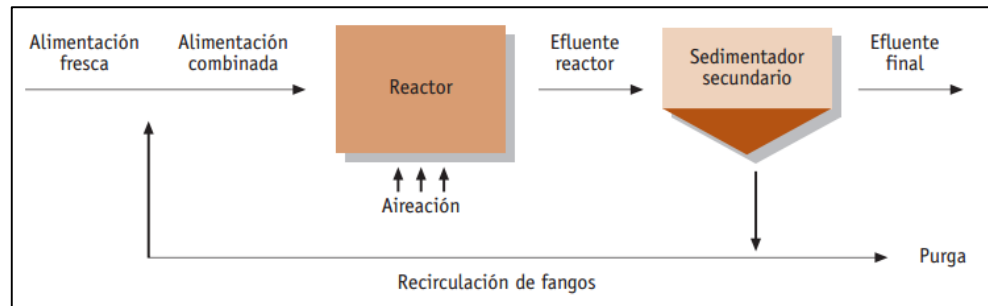 Alimentación
fresca
Alimentación
combinada
Reactor
Efluente
reactor
Sedimentador
secundario
Efluente
final
Aireación
Purga
Recirculación de fangos